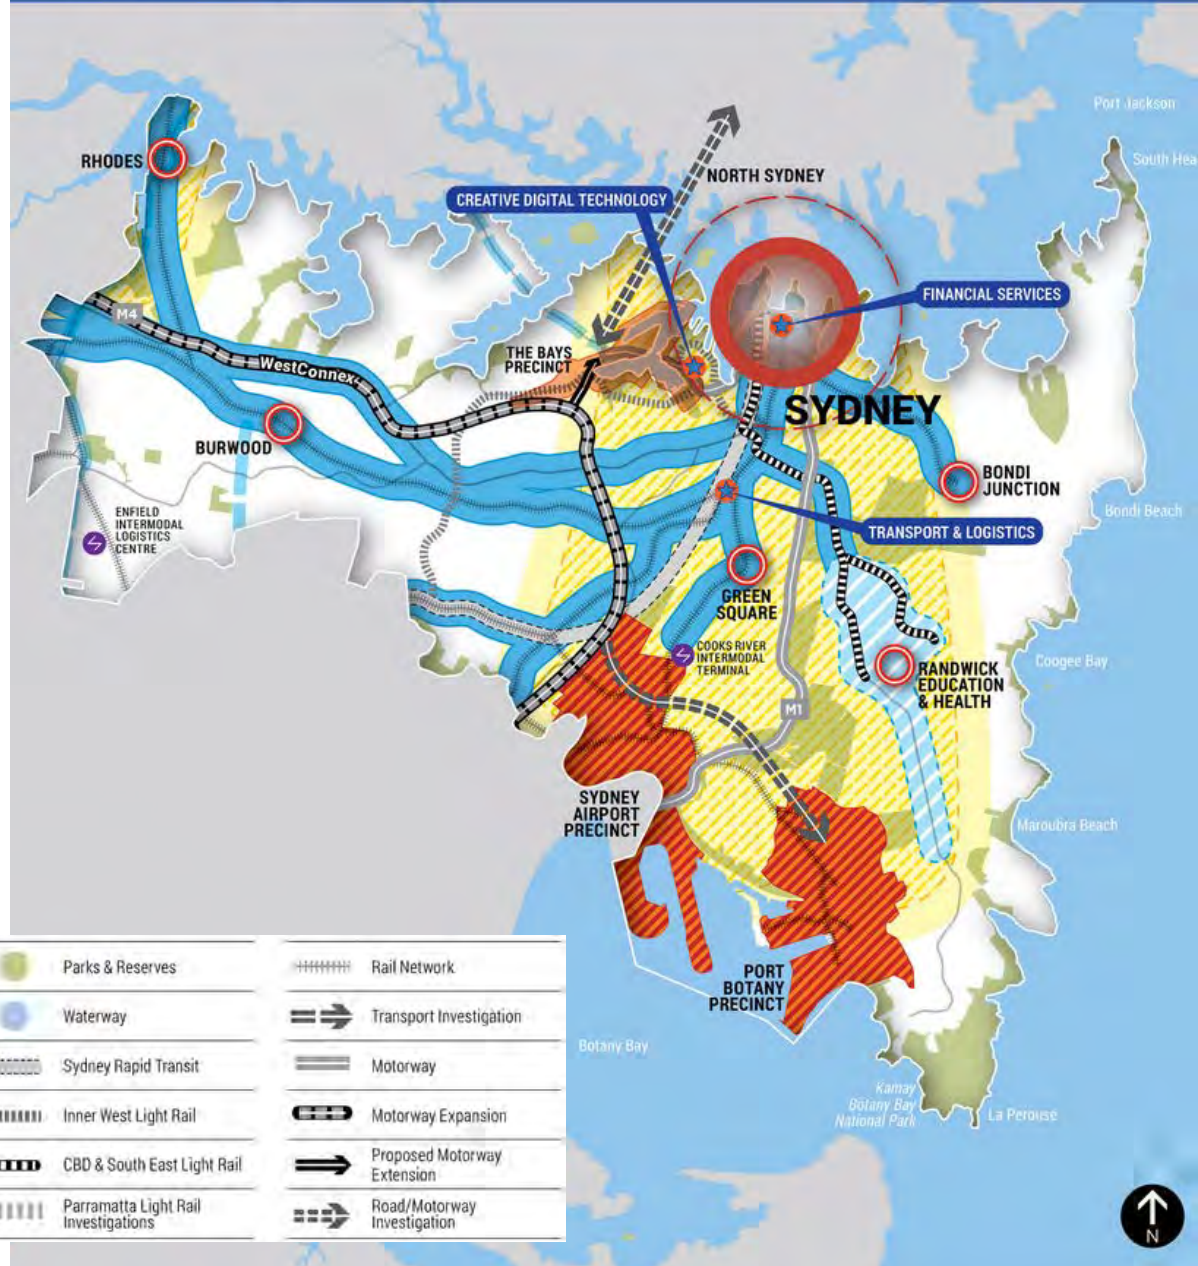 Port Jackson
South Hea
RHODES
NORTH SYDNEY
CREATIVE DIGITAL TECHNOLOGY
FINANCIAL SERVICES
M4
WestConnex
THE BAYS
PRECINCT
SYDNEY
BURWOOD
BONDI
JUNCTION
Bondi Beach
ENFIELD
INTERMODAL
LOGISTICS
CENTRE
TRANSPORT & LOGISTICS
GREEN
SQUARE
COOKS RIVER
INTERMODAL
TERMINAL
Coogee Bay
RANDWICK
EDUCATION
& HEALTH
M1
SYDNEY
AIRPORT
PRECINCT
Maroubra Beach
PORT
BOTANY
PRECINCT
Botany Bay
Kamay
Botany Bay
National Park
La Perouse
Parks & Reserves
Waterway
Sydney Rapid Transit
Inner West Light Rail
CBD & South East Light Rail
Parramatta Light Rail
Investigations
Rail Network
Transport Investigation
Motorway
Motorway Expansion
Proposed Motorway
Extension
Road/Motorway
Investigation
N